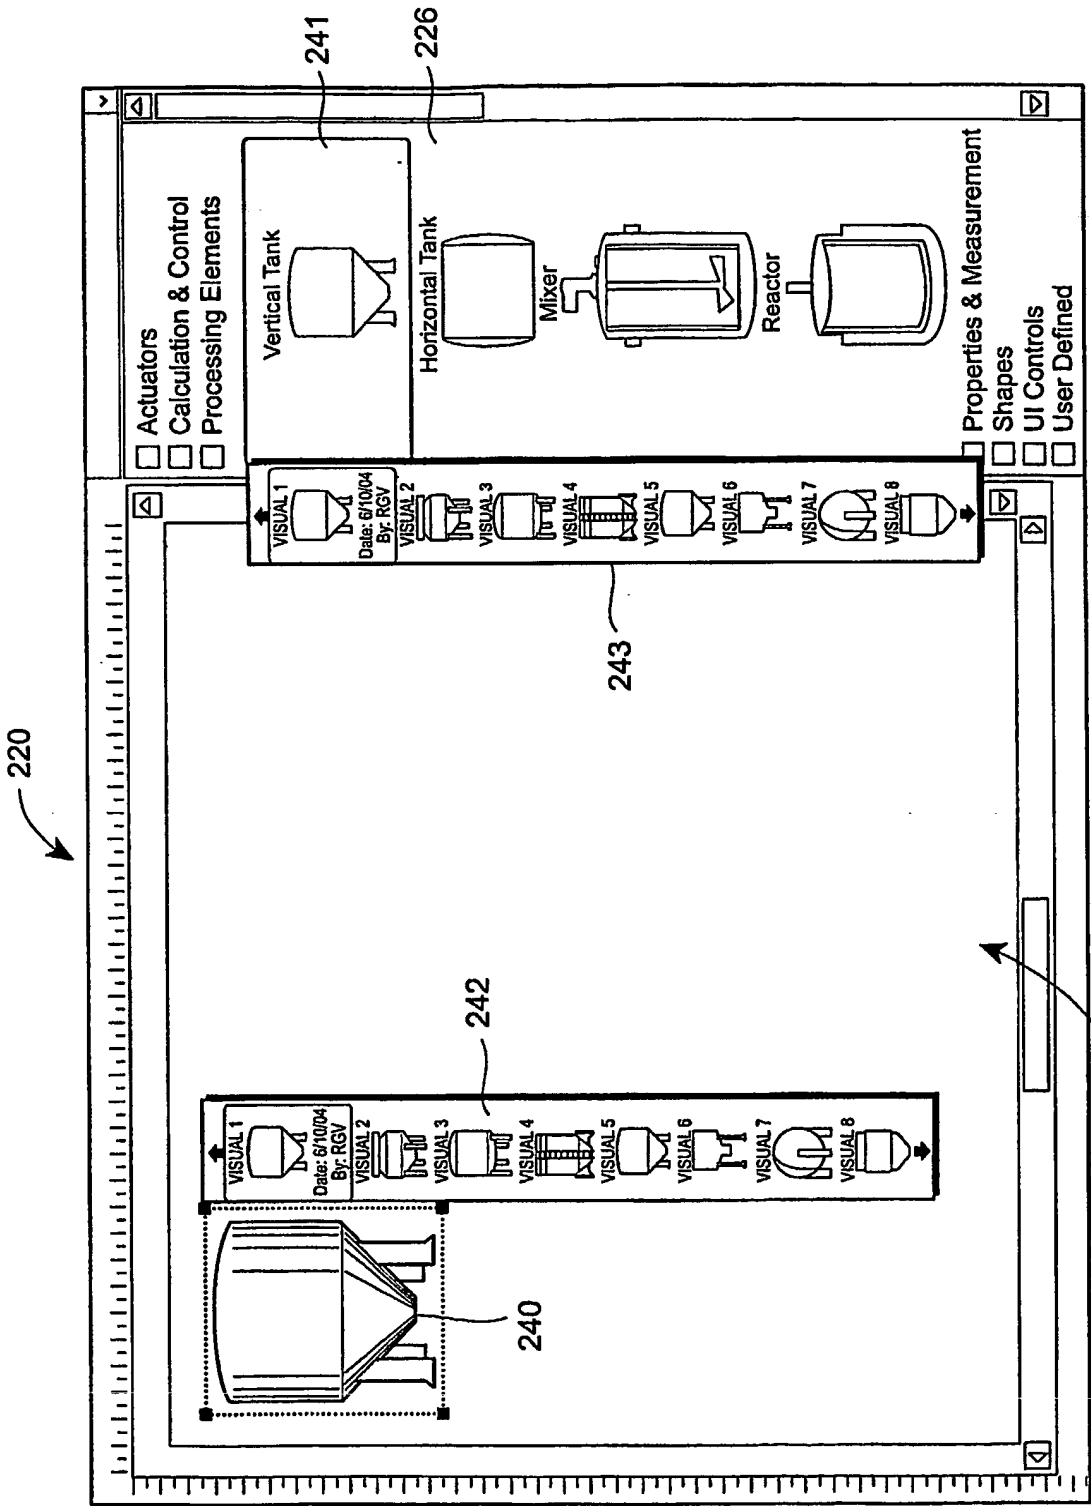 220
Actuators
Calculation & Control
Processing Elements
Vertical Tank
241
226
Horizontal Tank
Mixer
Reactor
Properties & Measurement
Shapes
UI Controls
User Defined
VISUAL 1
Date: 6/10/04
By: RGV
VISUAL 2
VISUAL 3
VISUAL 4
VISUAL 5
VISUAL 6
VISUAL 7
VISUAL 8
243
VISUAL 1
Date: 6/10/04
By: RGV
VISUAL 2
VISUAL 3
VISUAL 4
VISUAL 5
VISUAL 6
VISUAL 7
VISUAL 8
242
240